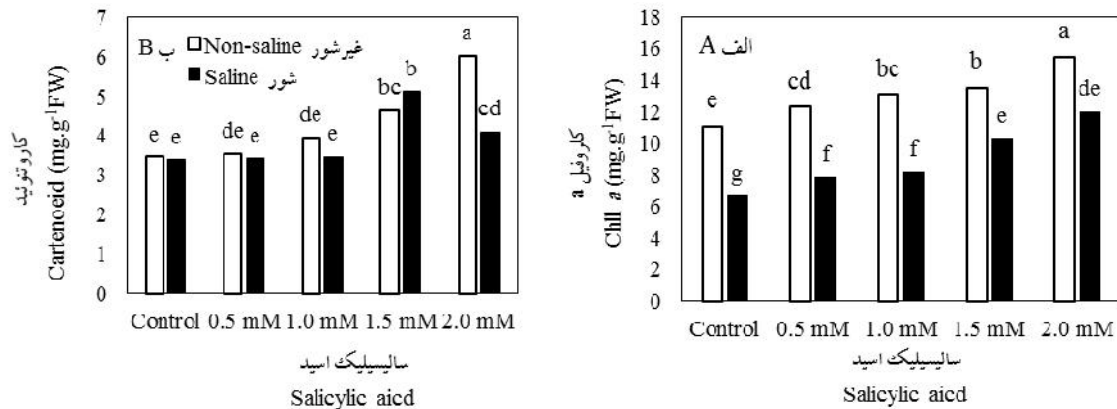 ب B
غیرشور Non-saline
شور Saline
کاروتنوئید
Cartenoeid (mg.g-1FW)
7
6
5
4
3
2
1
0
e e de e de e bc b a cd
Control 0.5 mM 1.0 mM 1.5 mM 2.0 mM
سالیسیلیک اسید
Salicylic aicd
الف A
کلروفیل a
Chll a (mg.g-1FW)
18
16
14
12
10
8
6
4
2
0
e g cd f bc f b e a de
Control 0.5 mM 1.0 mM 1.5 mM 2.0 mM
سالیسیلیک اسید
Salicylic aicd